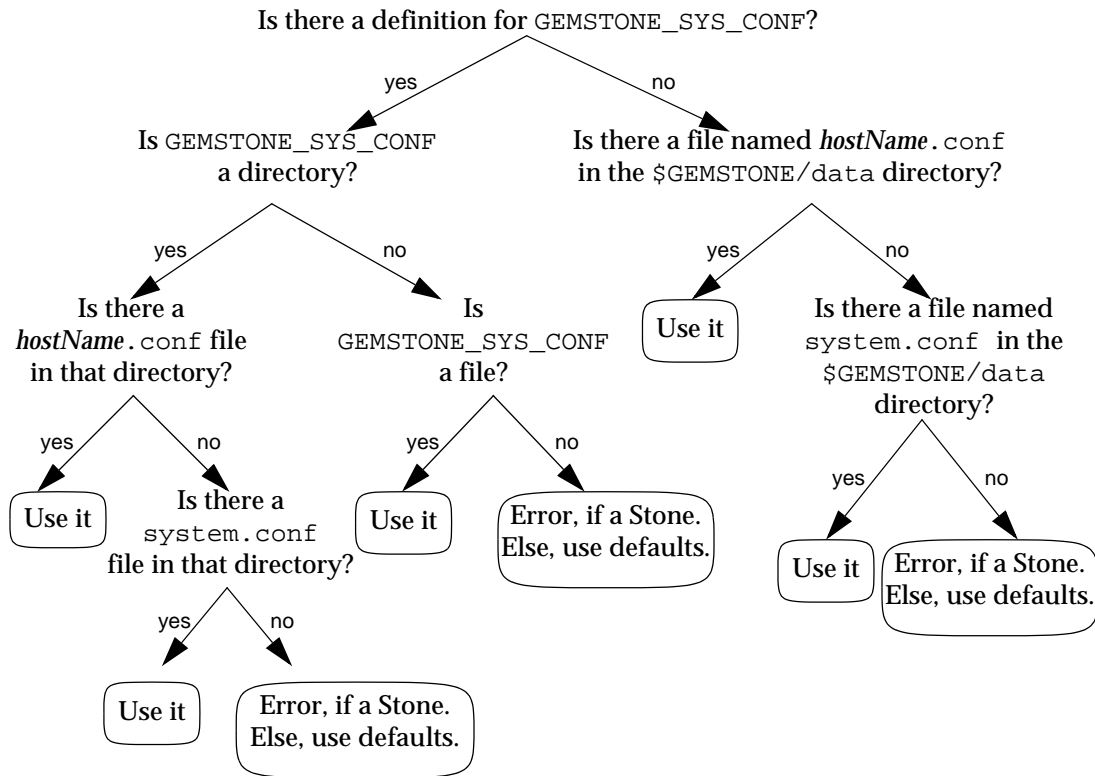 Is there a definition for GEMSTONE_SYS_CONF?
yes
no
Is GEMSTONE_SYS_CONF
a directory?
Is there a file named hostName.conf
in the $GEMSTONE/data directory?
yes
no
yes
no
Is there a
hostName.conf file
in that directory?
Is
GEMSTONE_SYS_CONF
a file?
Use it
Is there a file named
system.conf in the
$GEMSTONE/data
directory?
yes
no
yes
no
yes
no
Use it
Is there a
system.conf
file in that directory?
Use it
Error, if a Stone.
Else, use defaults.
Use it
Error, if a Stone.
Else, use defaults.
yes
no
Use it
Error, if a Stone.
Else, use defaults.